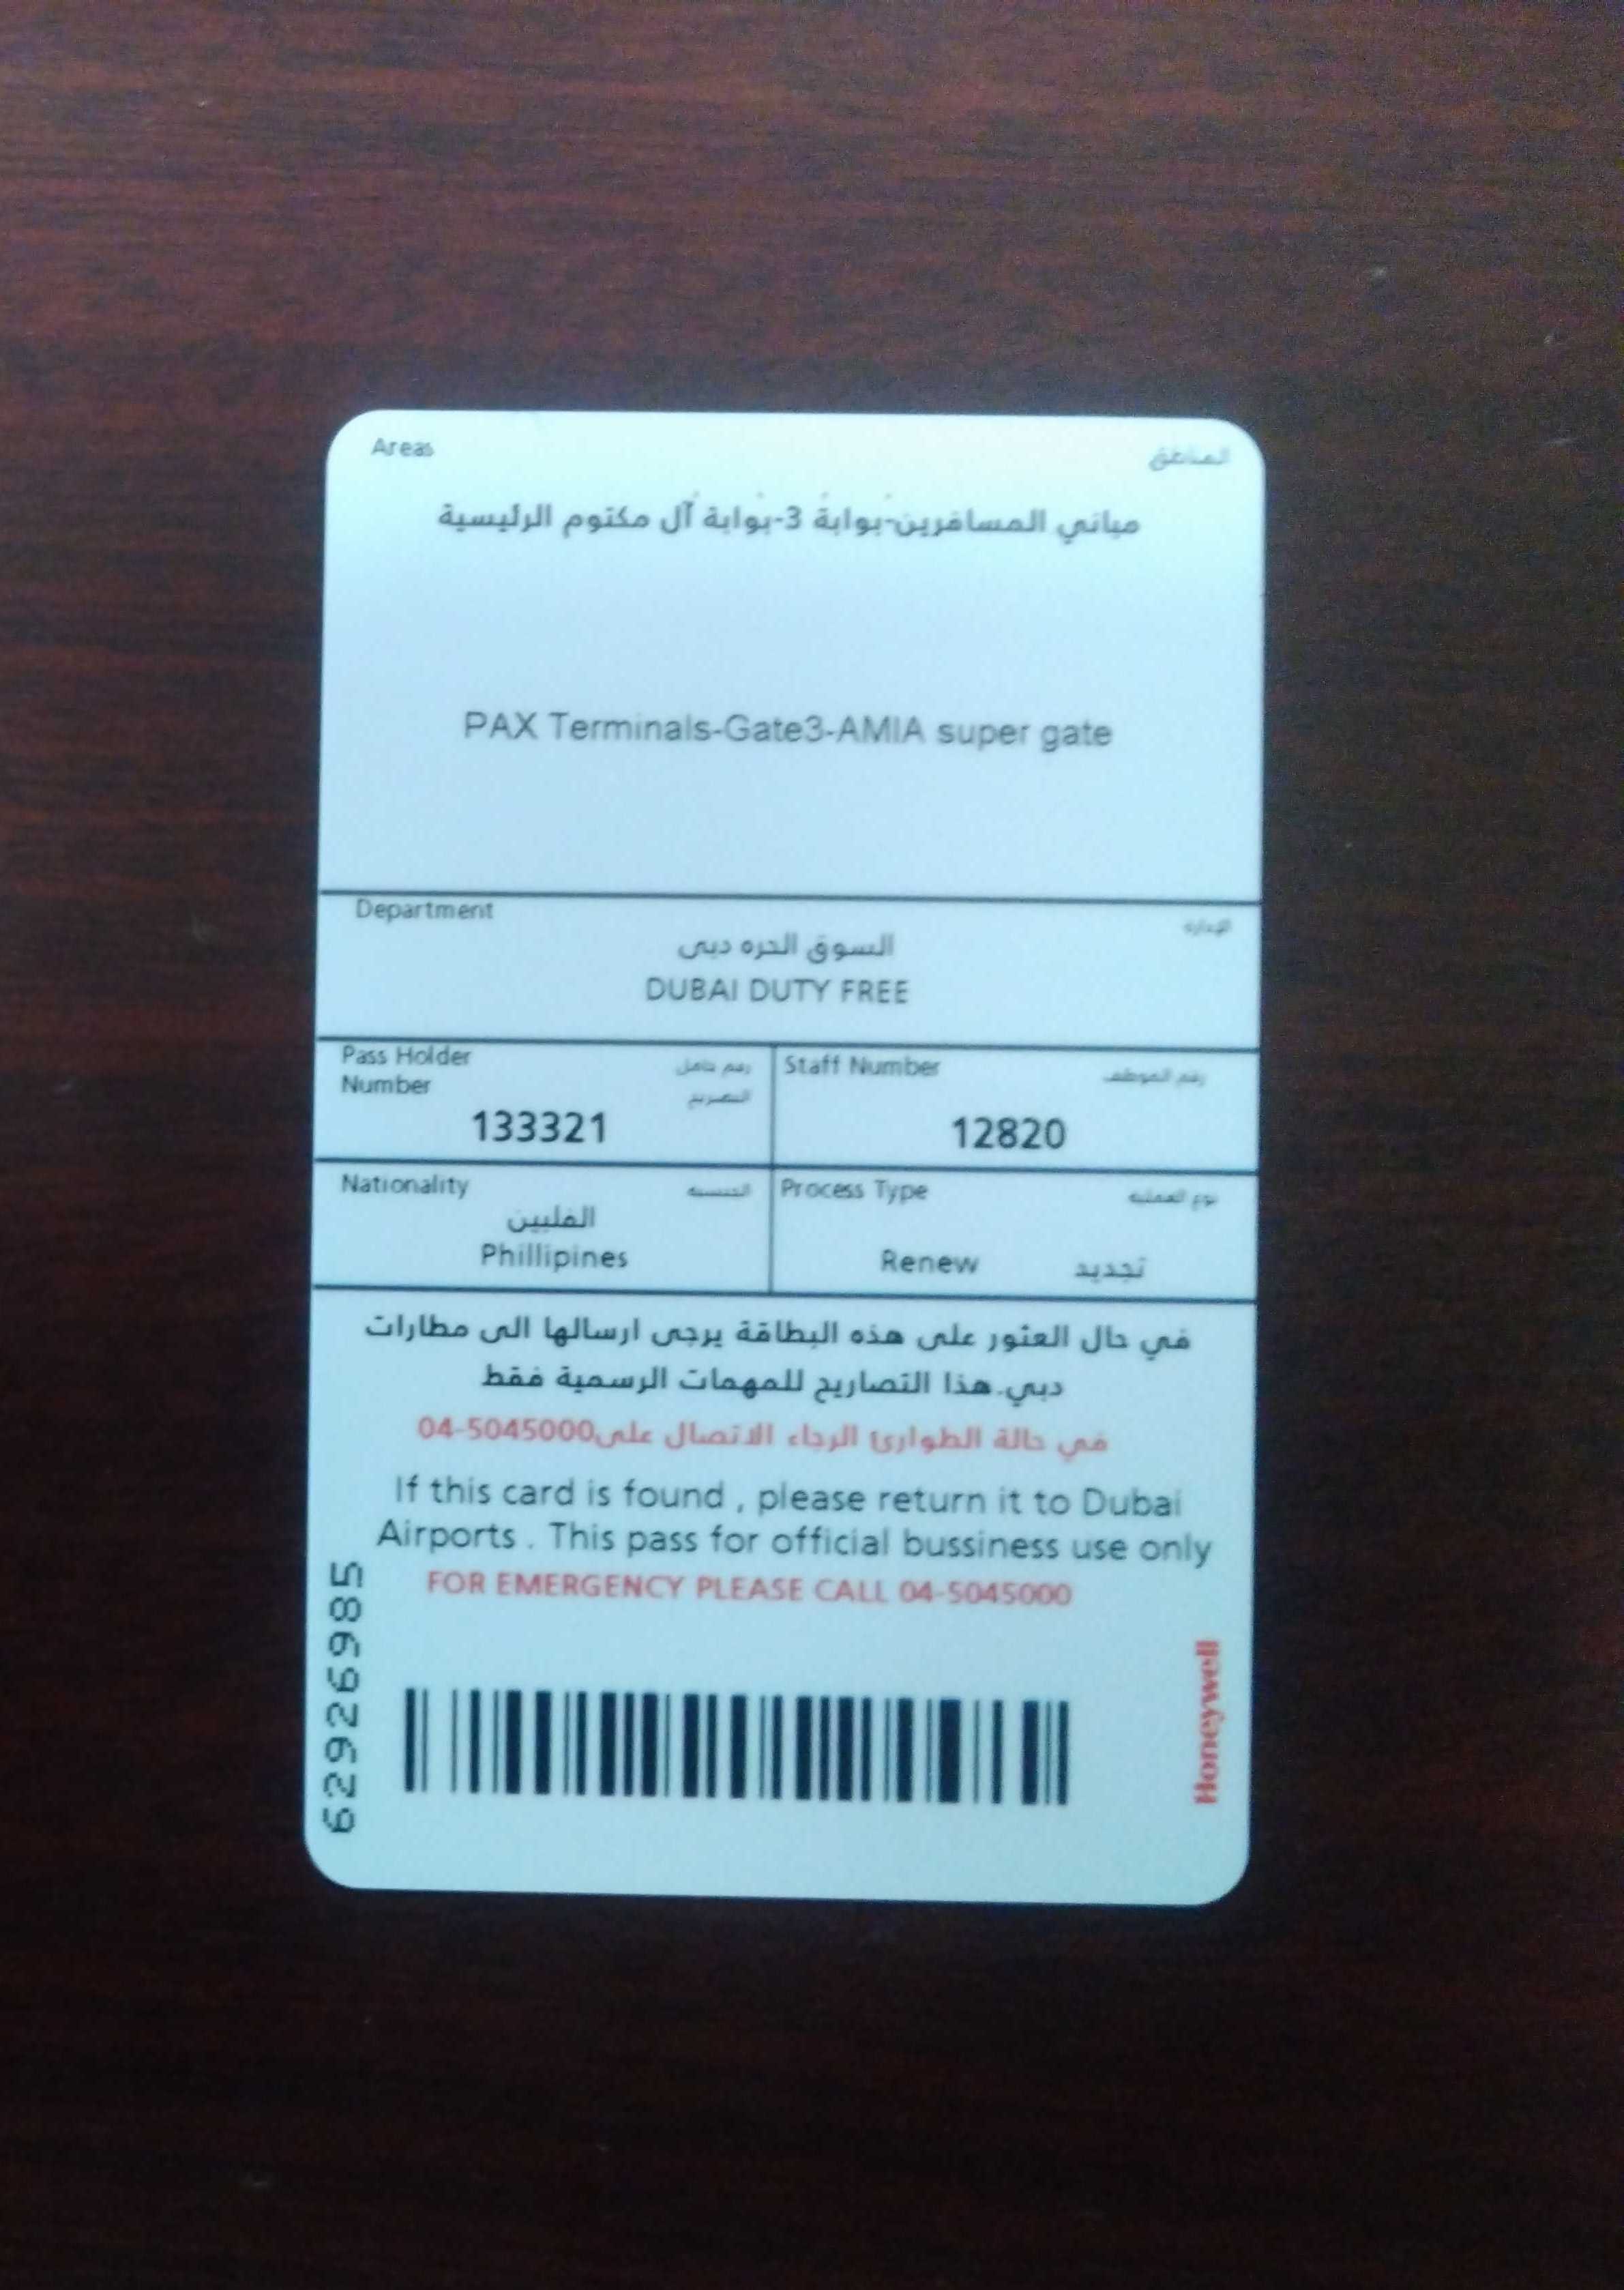 Areas المناطق
مباني المسافرين-بوابة 3-بوابة آل مكتوم الرئيسية
PAX Terminals-Gate3-AMIA super gate
Department الإدارة
السوق الحره دبى
DUBAI DUTY FREE
Pass Holder رقم حامل
Number التصريح
133321
Staff Number رقم الموظف
12820
Nationality الجنسية
الفلبين
Phillipines
Process Type نوع العملية
Renew تجديد
في حال العثور على هذه البطاقة يرجى ارسالها الى مطارات
دبي.هذا التصاريح للمهمات الرسمية فقط
في حالة الطوارئ الرجاء الاتصال على04-5045000
If this card is found , please return it to Dubai
Airports . This pass for official bussiness use only
FOR EMERGENCY PLEASE CALL 04-5045000
62926985
Honeywell